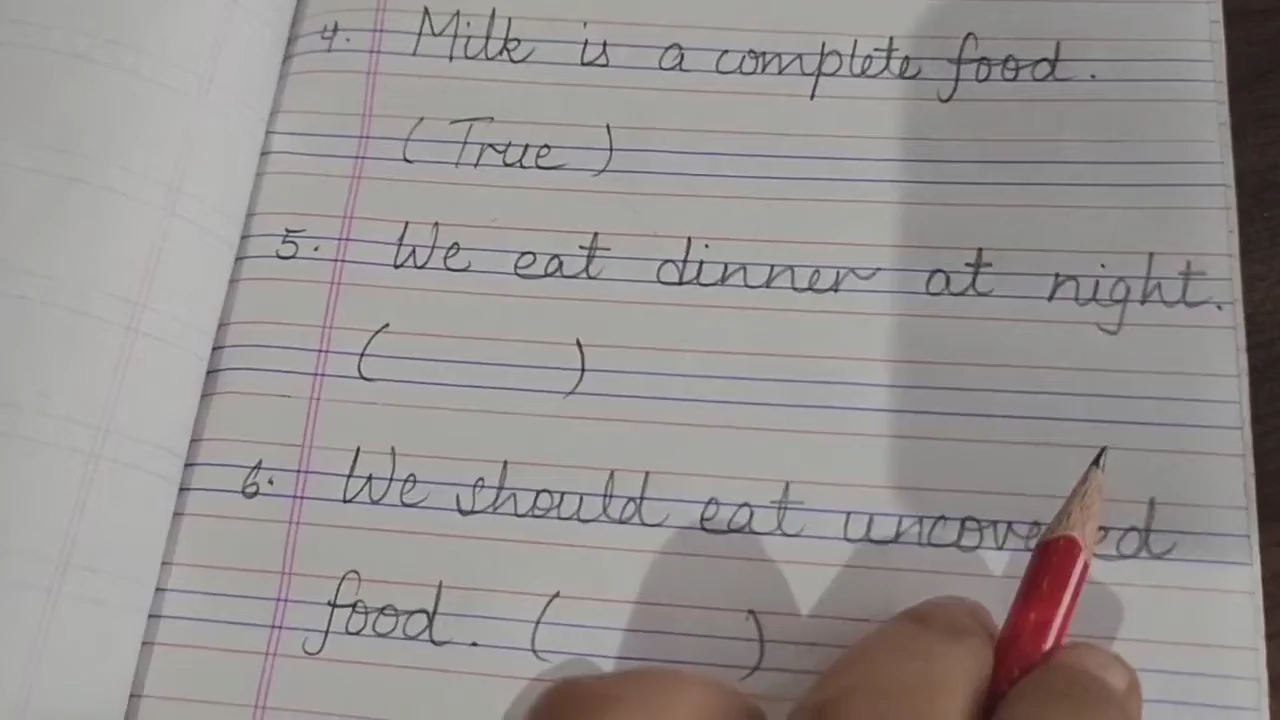 4. Milk is a complete food.
(True)
5. We eat dinner at night.
( )
6. We should eat uncovered
food. ( )